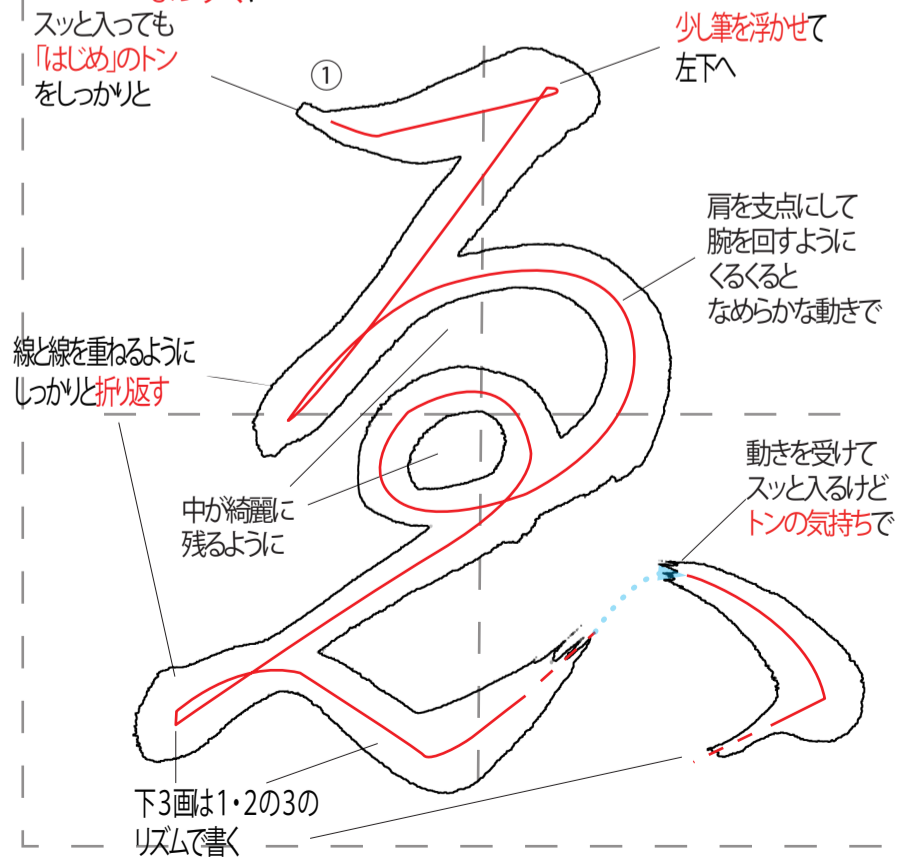 スッと入っても
「はじめ」のトン
をしっかりと
①
少し筆を浮かせて
左下へ
肩を支点にして
腕を回すように
くるくると
なめらかな動きで
線と線を重ねるように
しっかりと折り返す
中が綺麗に
残るように
動きを受けて
スッと入るけど
トンの気持ちで
下3画は1・2の3の
リズムで書く